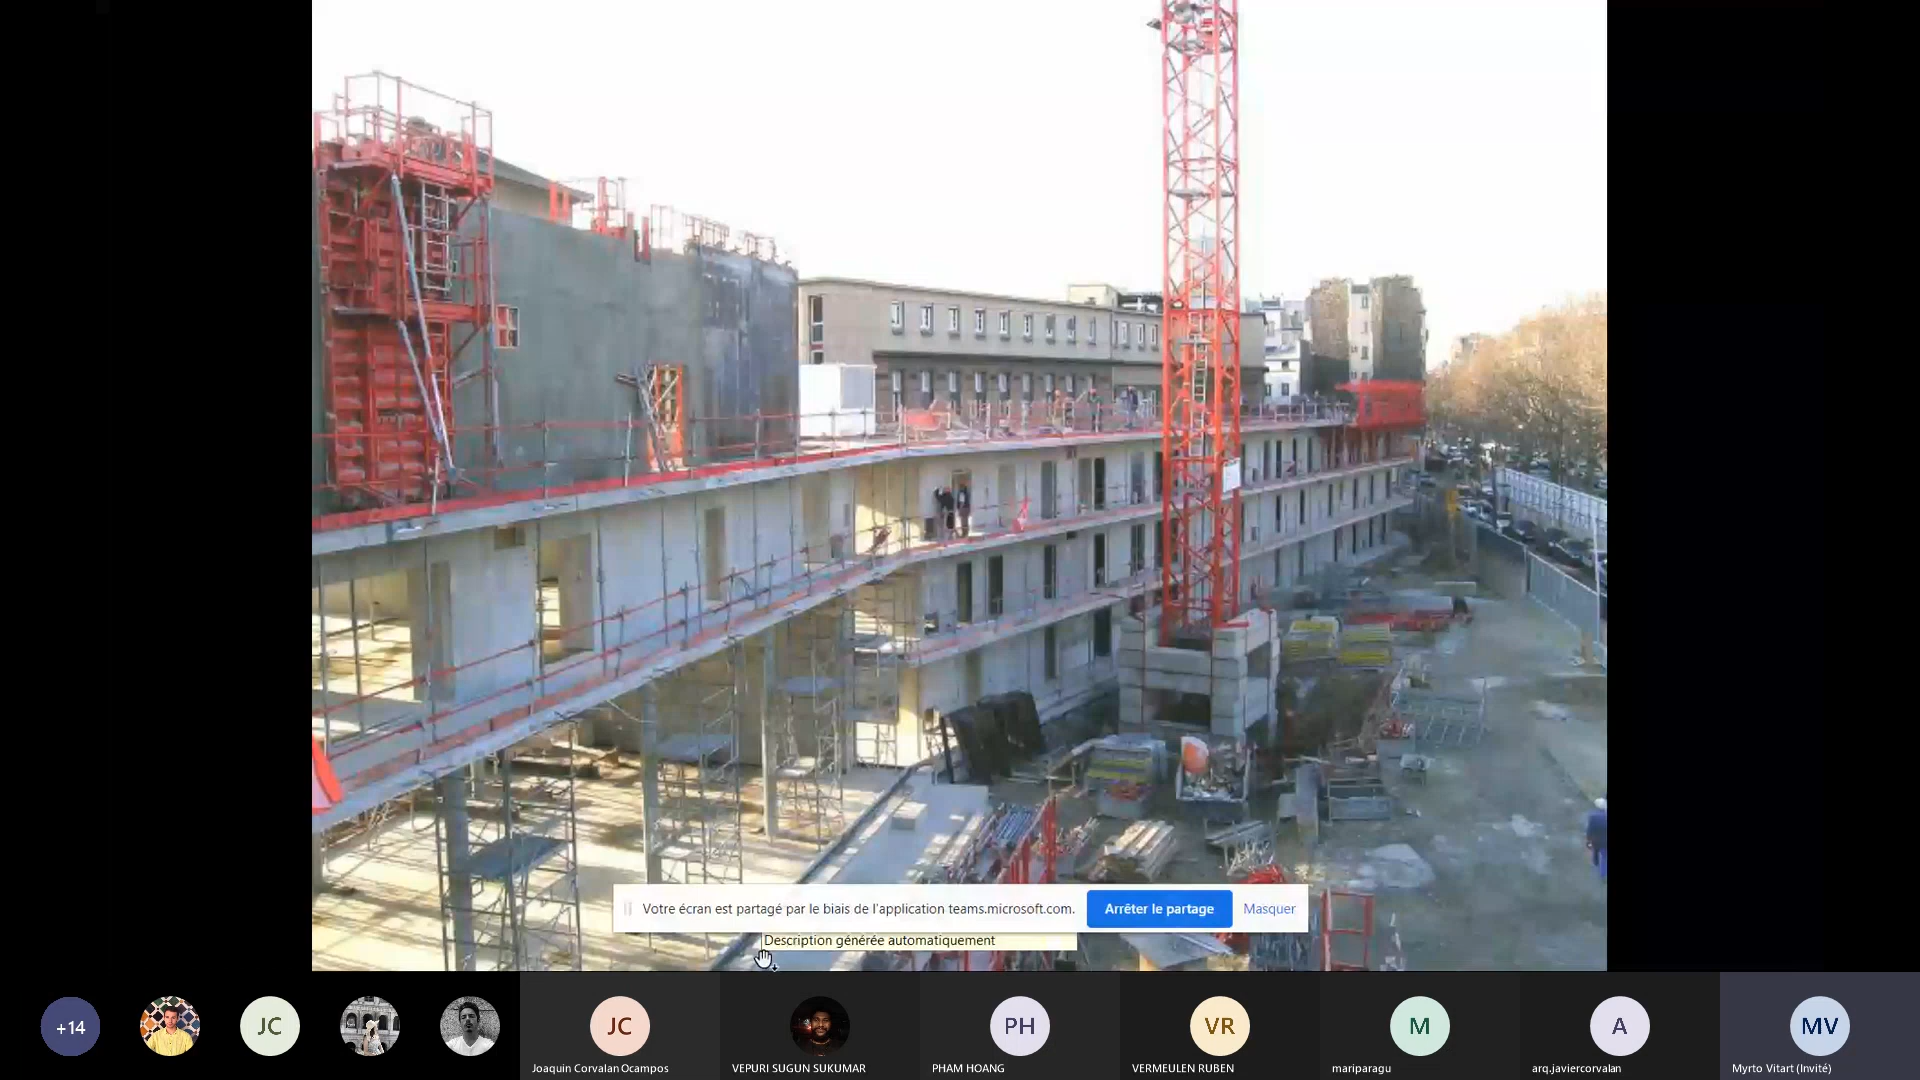 Votre écran est partagé par le biais de l'application teams.microsoft.com.
Arrêter le partage
Masquer
Description générée automatiquement
+14
JC
JC
PH
VR
M
A
MV
Joaquin Corvalan Ocampos
VEPURI SUGUN SUKUMAR
PHAM HOANG
VERMEULEN RUBEN
mariparagu
arq.javiercorvalan
Myrto Vitart (Invité)